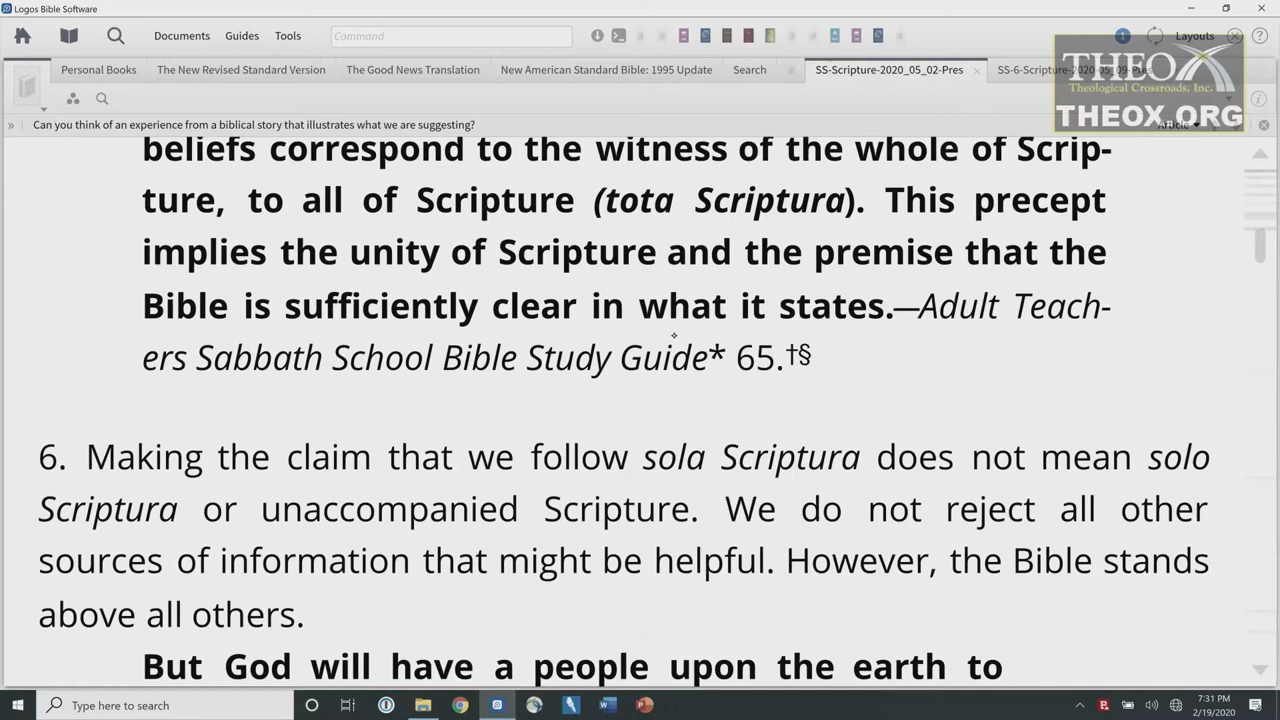 Logos Bible Software
Documents Guides Tools Command Layouts
Personal Books The New Revised Standard Version Translation New American Standard Bible: 1995 Update Search SS-Scripture-2020_05_02-Pres
THEOX
Theological Crossroads, Inc.
THEOX.ORG
» Can you think of an experience from a biblical story that illustrates what we are suggesting?
beliefs correspond to the witness of the whole of Scrip-
ture, to all of Scripture (tota Scriptura). This precept
implies the unity of Scripture and the premise that the
Bible is sufficiently clear in what it states.—Adult Teach-
ers Sabbath School Bible Study Guide* 65.†§
6. Making the claim that we follow sola Scriptura does not mean solo
Scriptura or unaccompanied Scripture. We do not reject all other
sources of information that might be helpful. However, the Bible stands
above all others.
But God will have a people upon the earth to
Type here to search
7:31 PM
2/19/2020